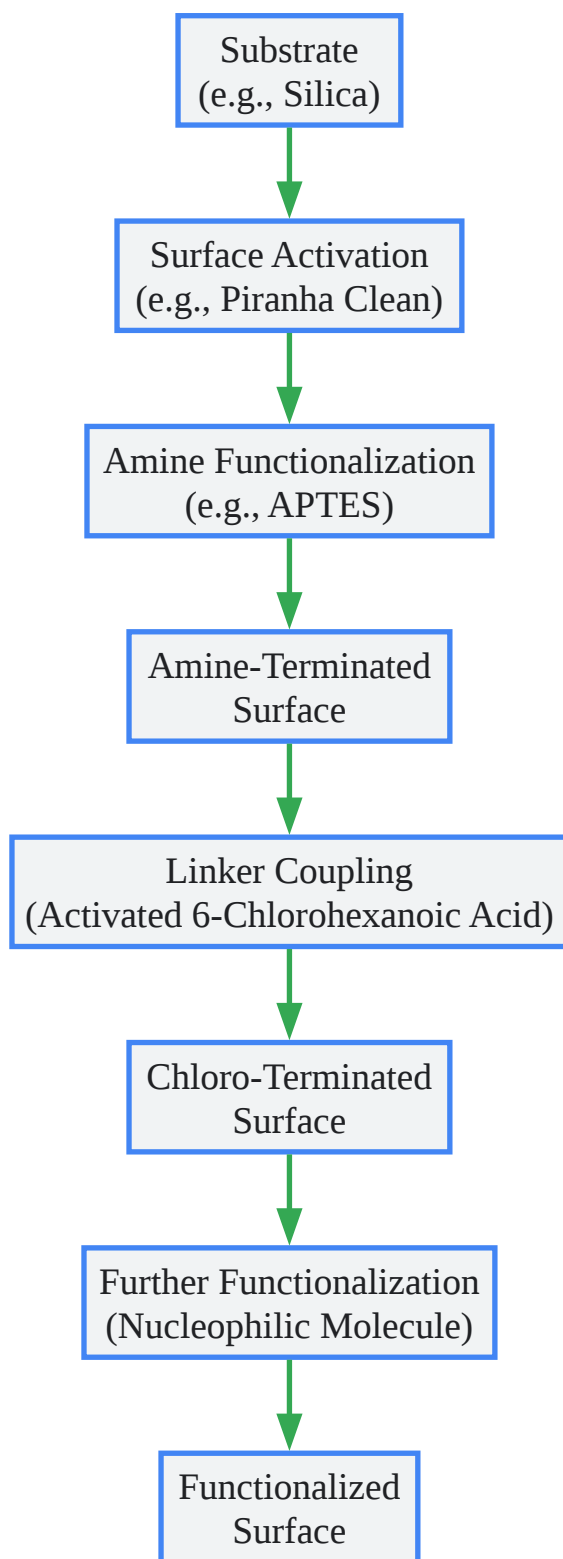 Substrate
(e.g., Silica)
Surface Activation
(e.g., Piranha Clean)
Amine Functionalization
(e.g., APTES)
Amine-Terminated
Surface
Linker Coupling
(Activated 6-Chlorohexanoic Acid)
Chloro-Terminated
Surface
Further Functionalization
(Nucleophilic Molecule)
Functionalized
Surface